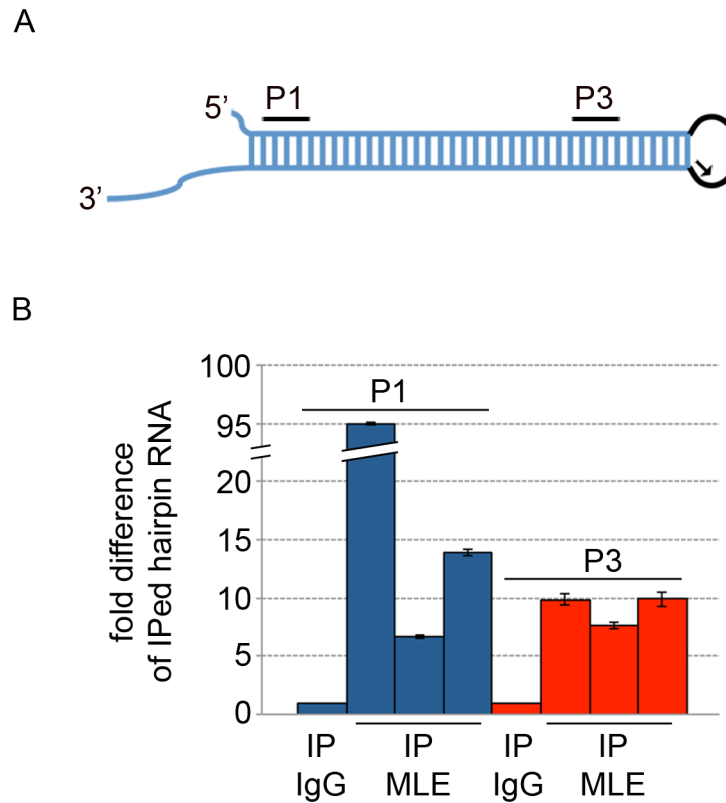 A
5’ P1 P3
3’
B
fold difference
of IPed hairpin RNA
100
95
20
15
10
5
0
P1
P3
IP IP IP IP
IgG MLE IgG MLE